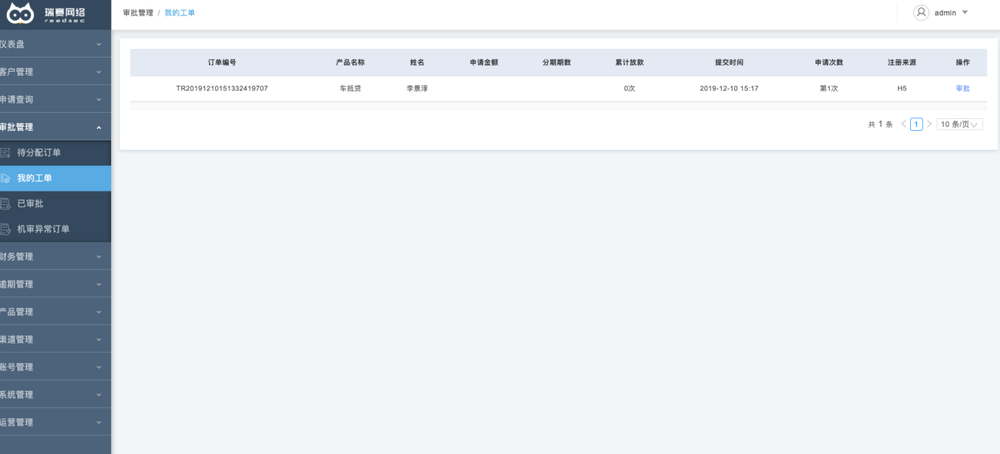 瑞赛网络
reedsec
审批管理 / 我的工单
admin
仪表盘
客户管理
申请查询
审批管理
待分配订单
我的工单
已审批
机审异常订单
财务管理
逾期管理
产品管理
渠道管理
账号管理
系统管理
运营管理
订单编号 产品名称 姓名 申请金额 分期期数 累计放款 提交时间 申请次数 注册来源 操作
TR20191210151332419707 车抵贷 李景淳 0次 2019-12-10 15:17 第1次 H5 审批
共 1 条 < 1 > 10 条/页